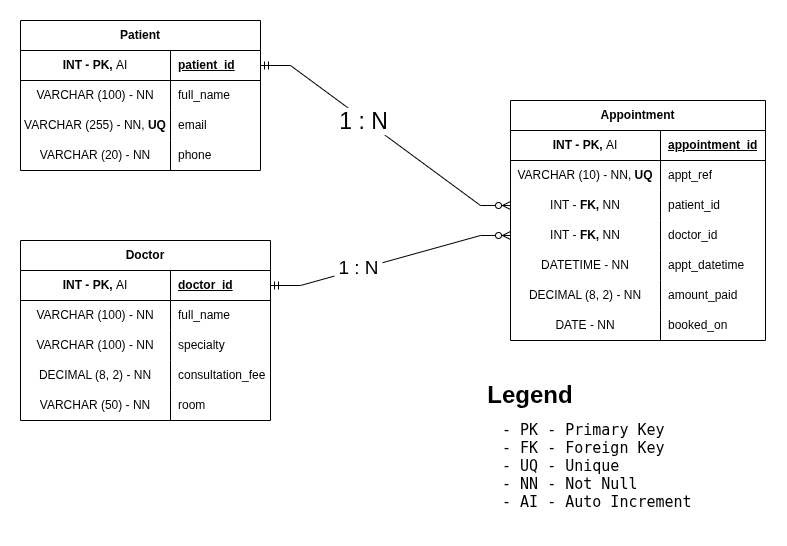 Patient
INT - PK, AI patient_id
VARCHAR (100) - NN full_name
VARCHAR (255) - NN, UQ email
VARCHAR (20) - NN phone
1 : N
Doctor
INT - PK, AI doctor_id
VARCHAR (100) - NN full_name
VARCHAR (100) - NN specialty
DECIMAL (8, 2) - NN consultation_fee
VARCHAR (50) - NN room
1 : N
Appointment
INT - PK, AI appointment_id
VARCHAR (10) - NN, UQ appt_ref
INT - FK, NN patient_id
INT - FK, NN doctor_id
DATETIME - NN appt_datetime
DECIMAL (8, 2) - NN amount_paid
DATE - NN booked_on
Legend
- PK - Primary Key
- FK - Foreign Key
- UQ - Unique
- NN - Not Null
- AI - Auto Increment